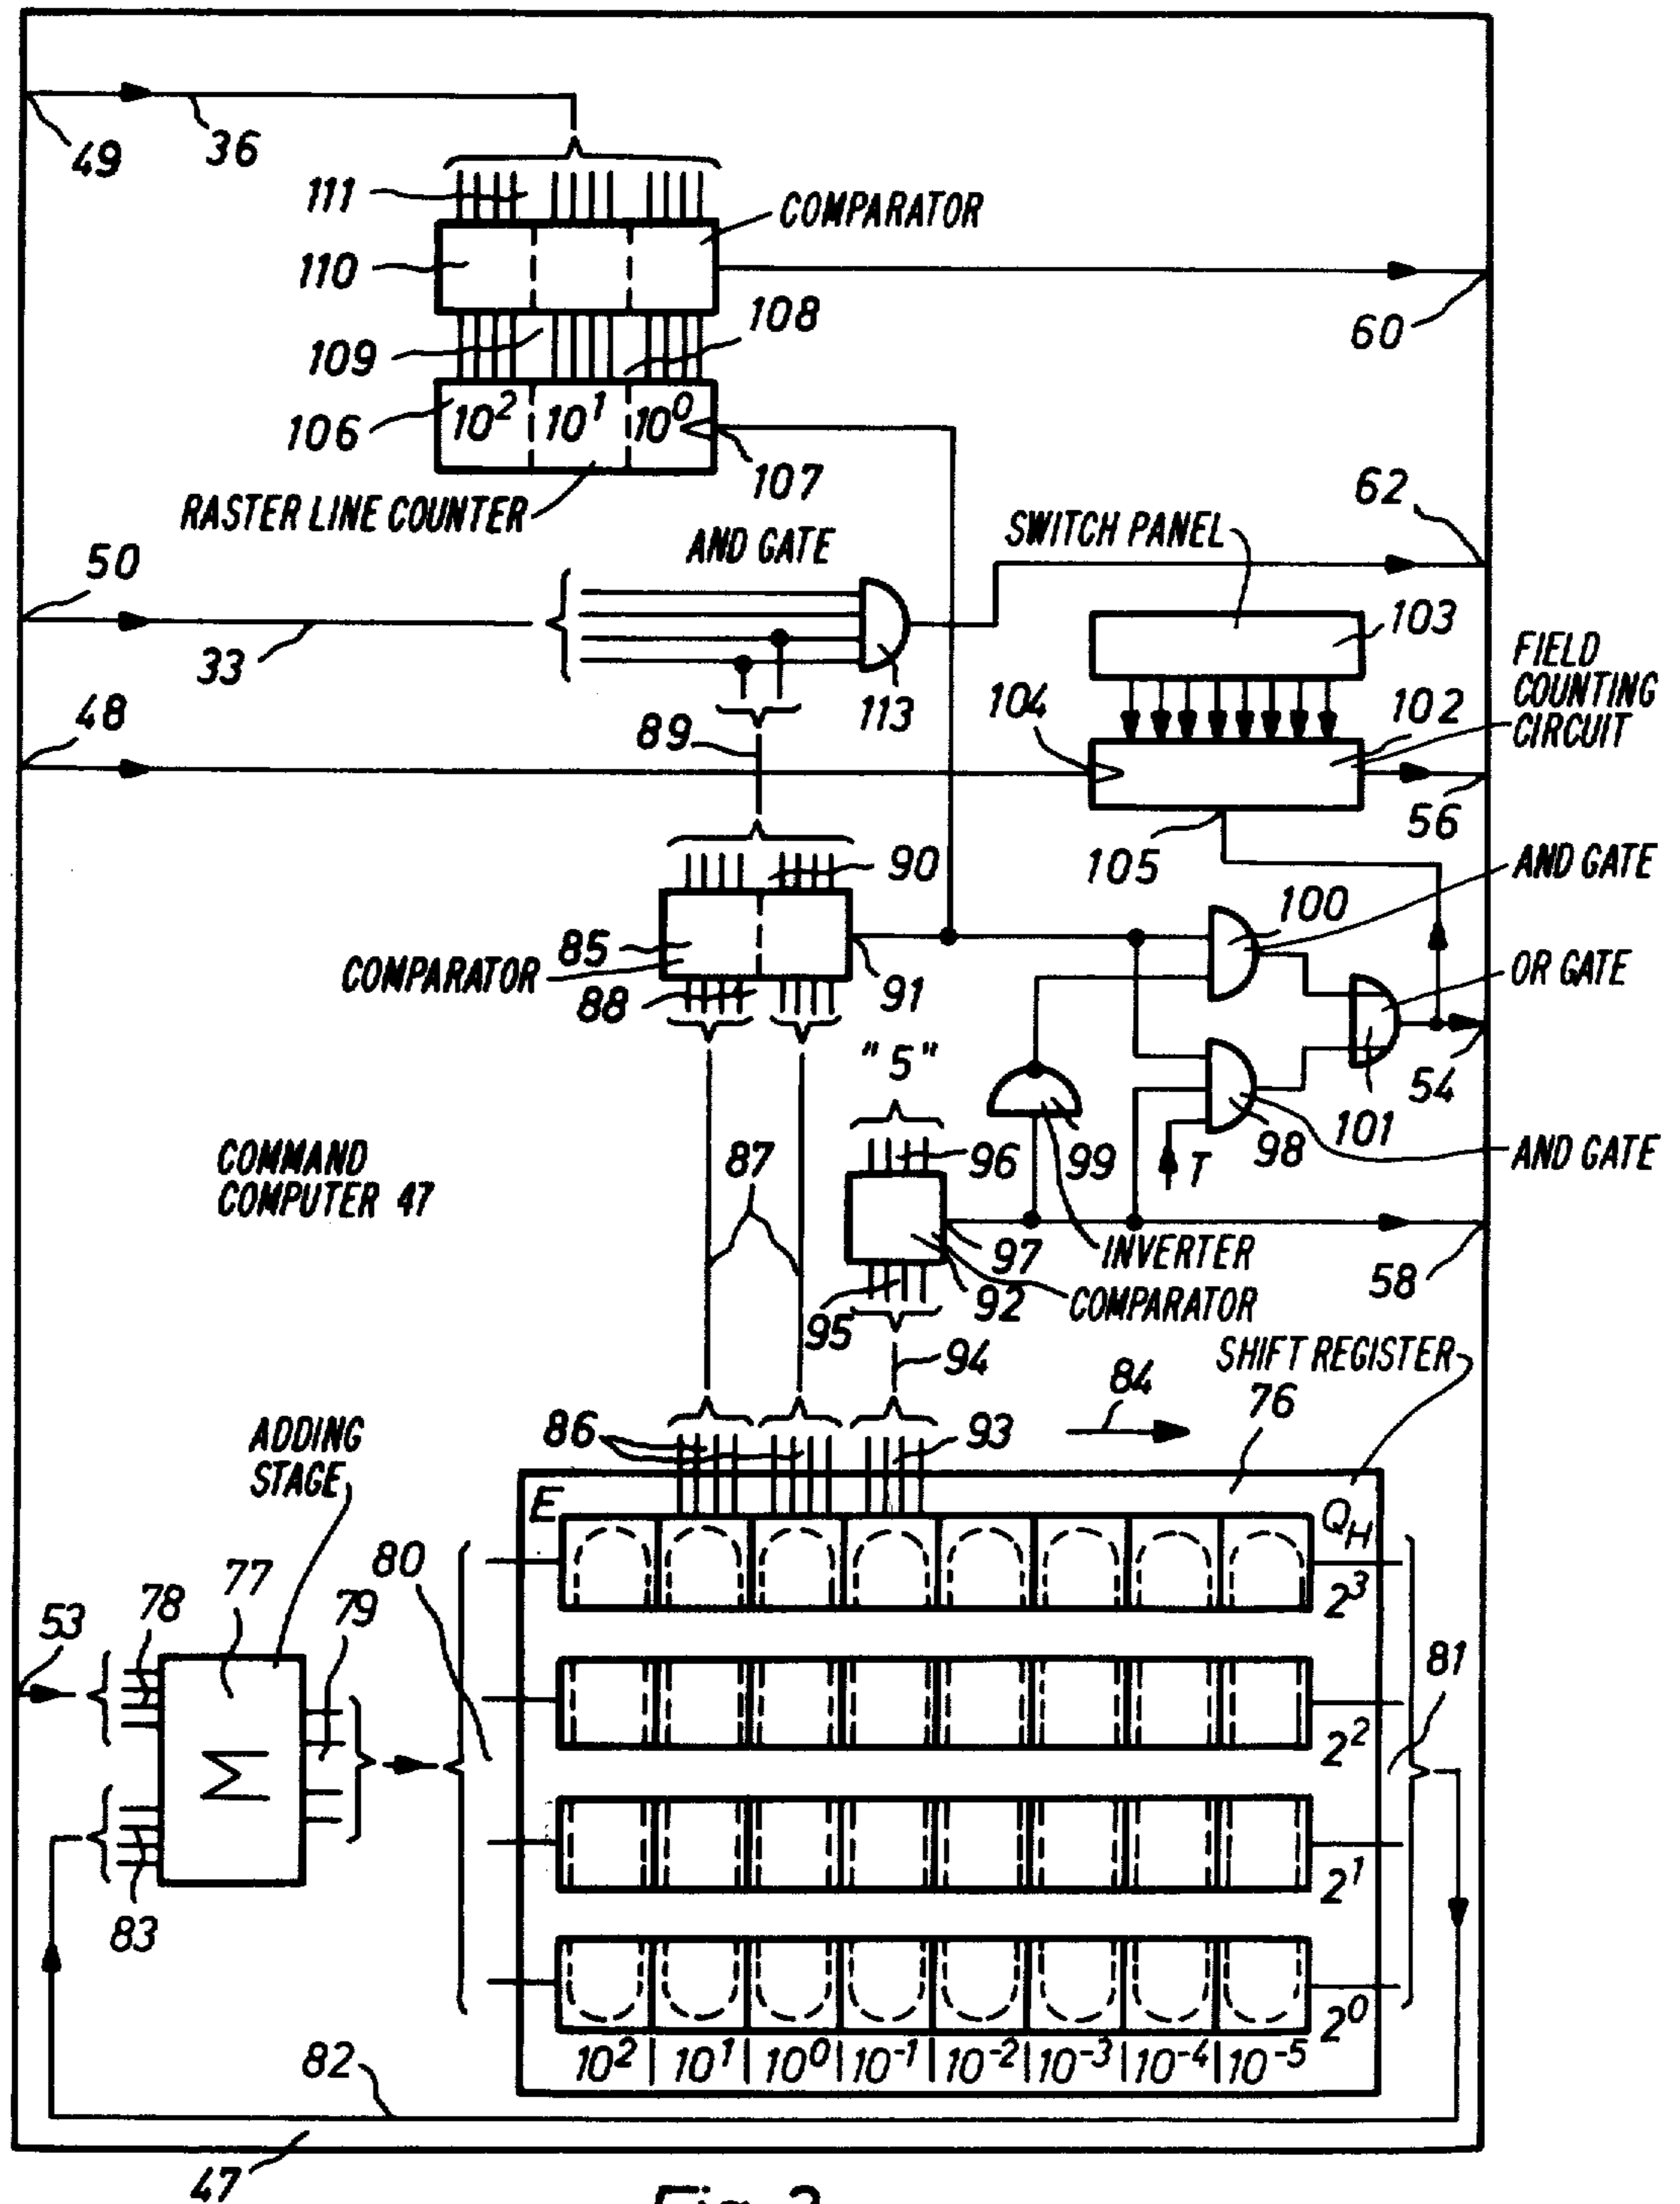 49
36
111
COMPARATOR
110
108
109
60
106
10²
10¹
10⁰
107
RASTER LINE COUNTER
62
AND GATE
SWITCH PANEL
50
103
33
FIELD
COUNTING
CIRCUIT
113
104
102
48
89
56
105
90
AND GATE
100
85
COMPARATOR
88
91
OR GATE
"5"
54
101
COMMAND
COMPUTER 47
87
96
99
T
98
AND GATE
97
INVERTER
92
COMPARATOR
58
95
94
SHIFT REGISTER
84
76
ADDING
STAGE
86
93
E
Q_H
80
77
78
79
2³
53
81
2²
Σ
2¹
83
2⁰
10² | 10¹ | 10⁰ | 10⁻¹ | 10⁻² | 10⁻³ | 10⁻⁴ | 10⁻⁵
82
47